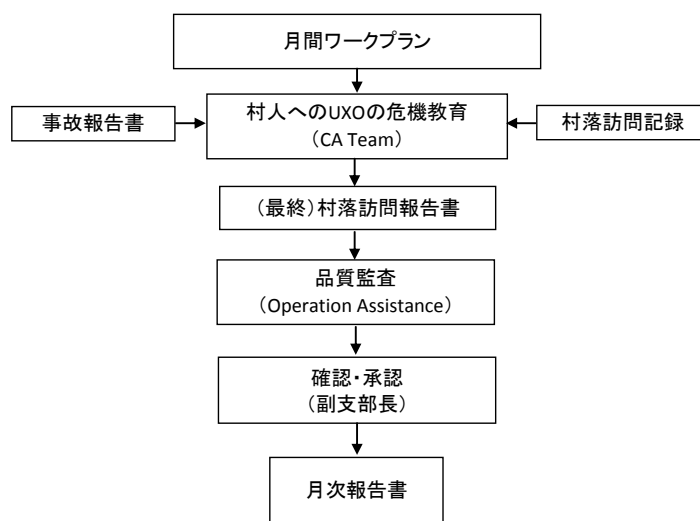 月間ワークプラン
村人へのUXOの危機教育
（CA Team）
事故報告書
村落訪問記録
（最終）村落訪問報告書
品質監査
（Operation Assistance）
確認・承認
(副支部長）
月次報告書